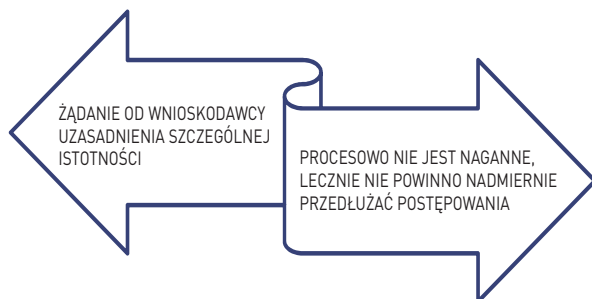 ŻĄDANIE OD WNIOSKODAWCY
UZASADNIENIA SZCZEGÓLNEJ
ISTOTNOŚCI
PROCESOWO NIE JEST NAGANNE,
LECZNIE NIE POWINNO NADMIERNIE
PRZEDŁUŻAĆ POSTĘPOWANIA